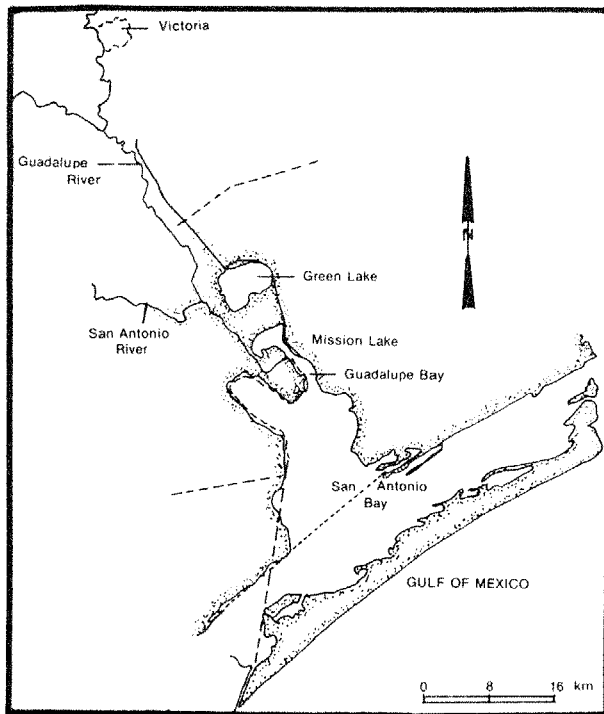 Victoria
Guadalupe
River
N
Green Lake
San Antonio
River
Mission Lake
Guadalupe Bay
San Antonio
Bay
GULF OF MEXICO
0 8 16 km